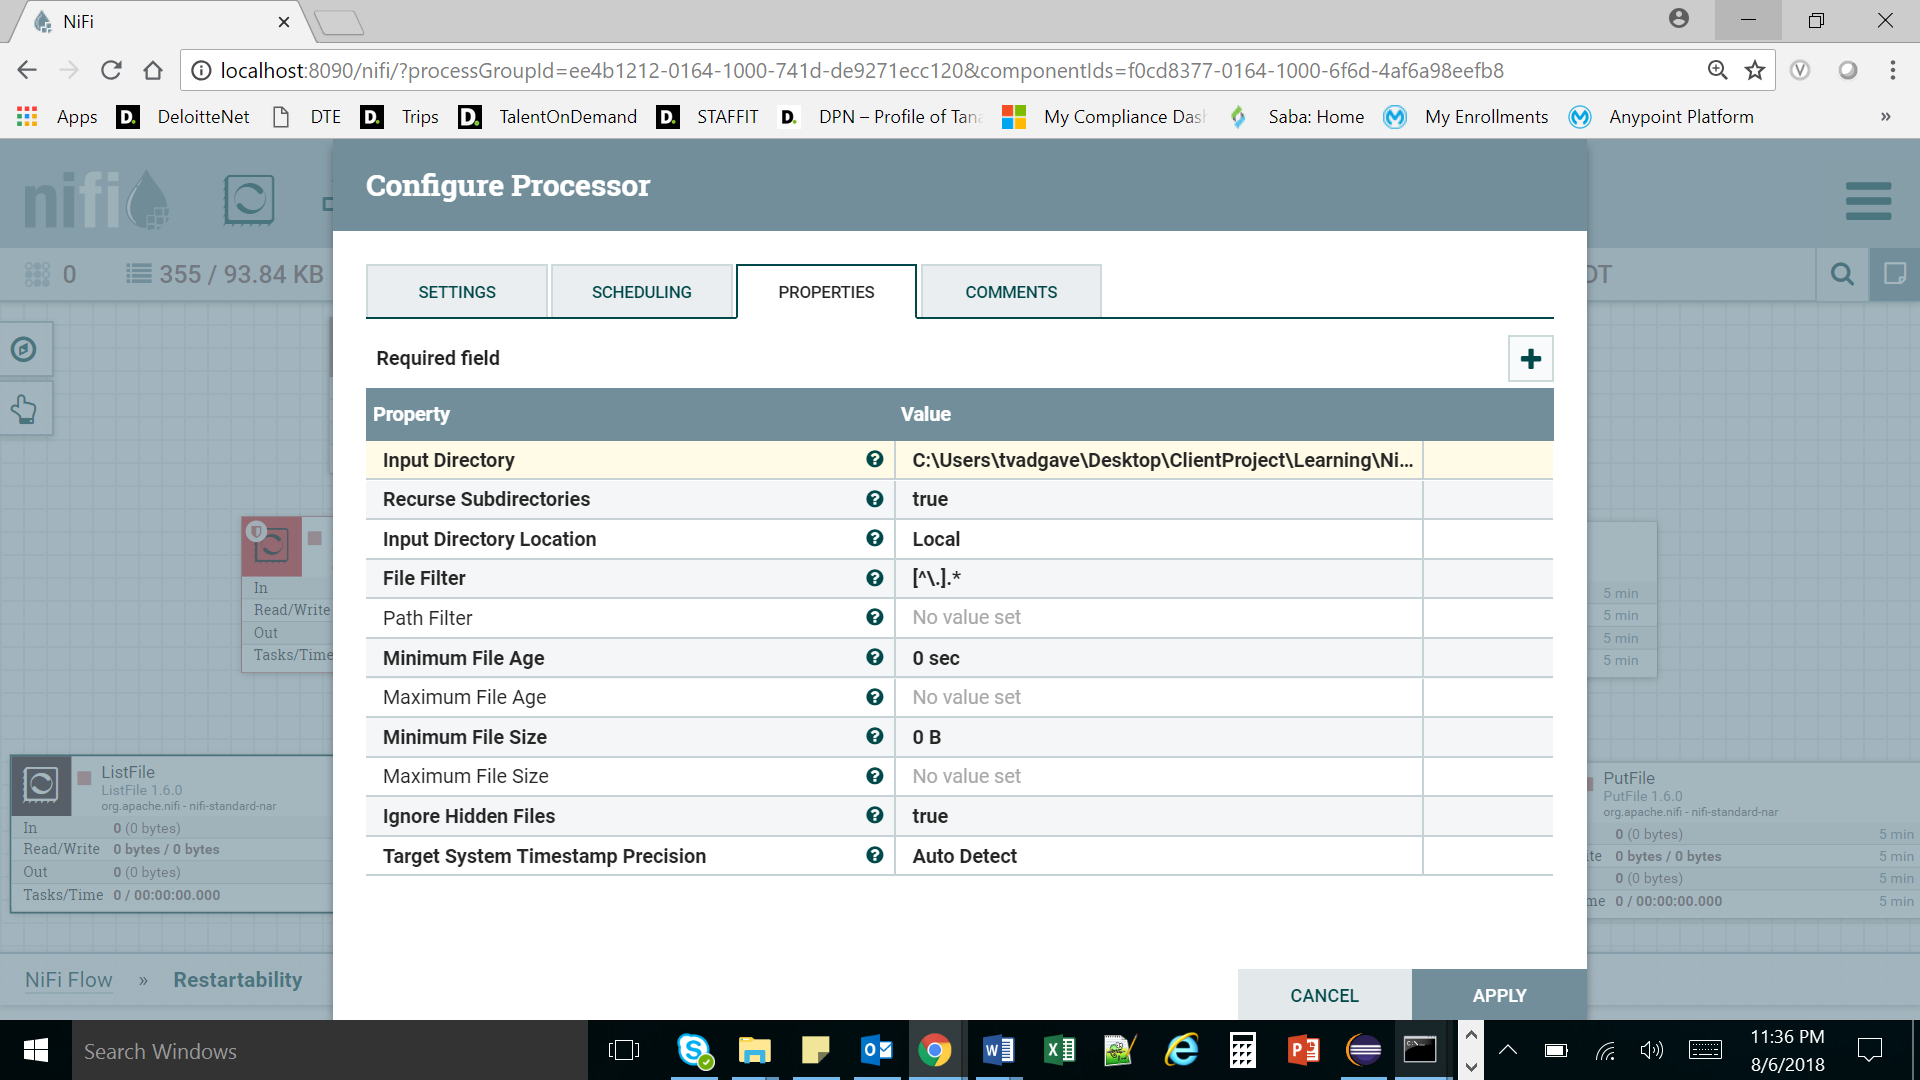 NiFi
localhost:8090/nifi/?processGroupId=ee4b1212-0164-1000-741d-de9271ecc120&componentIds=f0cd8377-0164-1000-6f6d-4af6a98eefb8
Apps D. DeloitteNet DTE D. Trips D. TalentOnDemand D. STAFFIT D. DPN – Profile of Tana My Compliance Dash Saba: Home My Enrollments Anypoint Platform »
nifi
Configure Processor
0 355 / 93.84 KB
SETTINGS SCHEDULING PROPERTIES COMMENTS
Required field
Property Value
Input Directory C:\Users\tvadgave\Desktop\ClientProject\Learning\Ni...
Recurse Subdirectories true
Input Directory Location Local
File Filter [^\.].*
Path Filter No value set
Minimum File Age 0 sec
Maximum File Age No value set
Minimum File Size 0 B
Maximum File Size No value set
Ignore Hidden Files true
Target System Timestamp Precision Auto Detect
CANCEL APPLY
In
Read/Write
Out
Tasks/Time
5 min
5 min
5 min
5 min
ListFile
ListFile 1.6.0
org.apache.nifi - nifi-standard-nar
In 0 (0 bytes)
Read/Write 0 bytes / 0 bytes
Out 0 (0 bytes)
Tasks/Time 0 / 00:00:00.000
PutFile
PutFile 1.6.0
org.apache.nifi - nifi-standard-nar
0 (0 bytes) 5 min
0 bytes / 0 bytes 5 min
0 (0 bytes) 5 min
0 / 00:00:00.000 5 min
NiFi Flow » Restartability
Search Windows
11:36 PM
8/6/2018